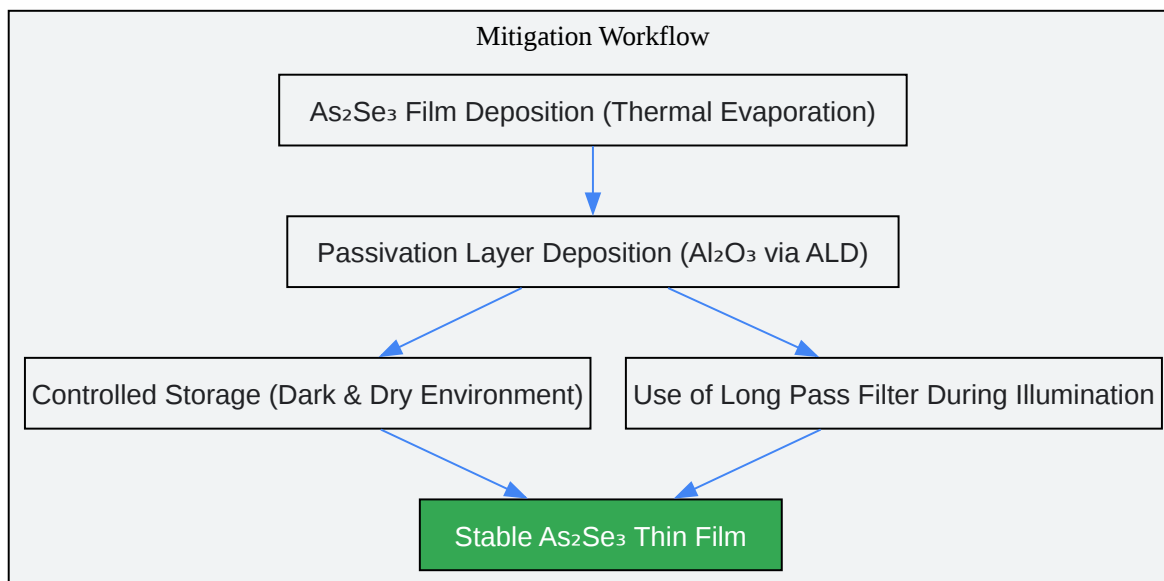 Mitigation Workflow
As₂Se₃ Film Deposition (Thermal Evaporation)
Passivation Layer Deposition (Al₂O₃ via ALD)
Controlled Storage (Dark & Dry Environment)
Use of Long Pass Filter During Illumination
Stable As₂Se₃ Thin Film